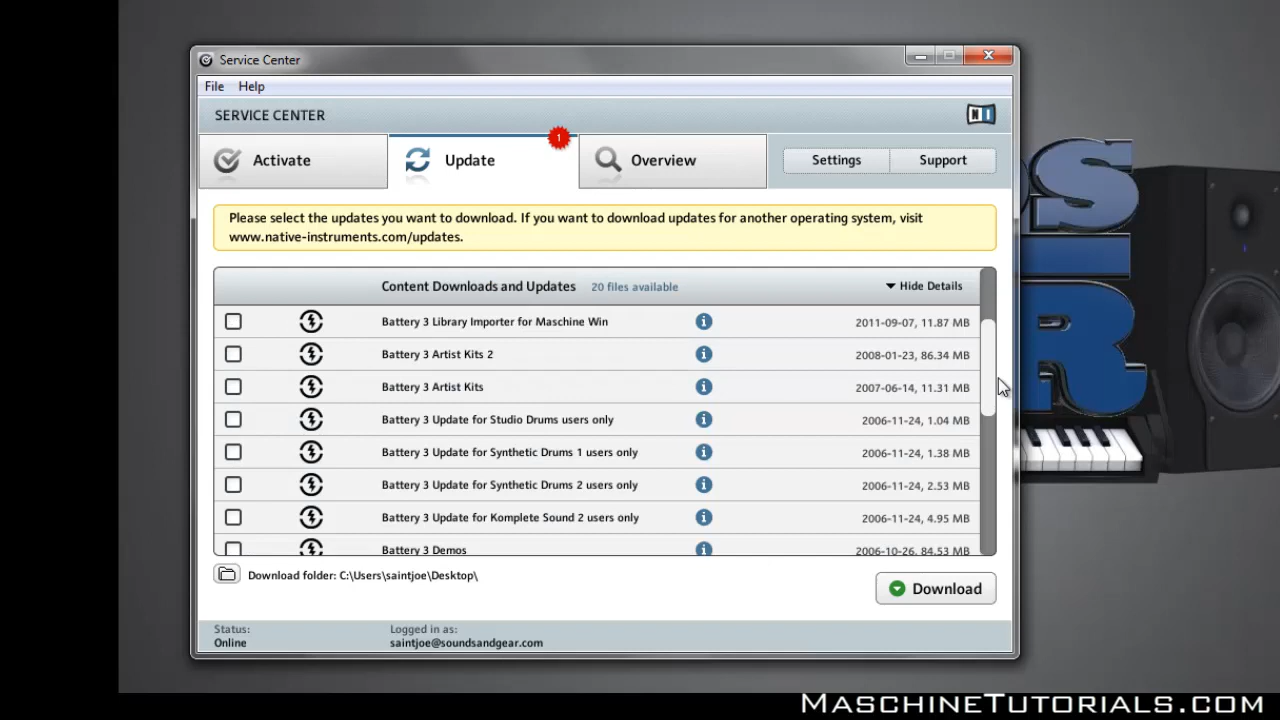 Service Center
File Help
SERVICE CENTER
NI
Activate
Update
1
Overview
Settings
Support
Please select the updates you want to download. If you want to download updates for another operating system, visit
www.native-instruments.com/updates.
Content Downloads and Updates 20 files available Hide Details
Battery 3 Library Importer for Maschine Win 2011-09-07, 11.87 MB
Battery 3 Artist Kits 2 2008-01-23, 86.34 MB
Battery 3 Artist Kits 2007-06-14, 11.31 MB
Battery 3 Update for Studio Drums users only 2006-11-24, 1.04 MB
Battery 3 Update for Synthetic Drums 1 users only 2006-11-24, 1.38 MB
Battery 3 Update for Synthetic Drums 2 users only 2006-11-24, 2.53 MB
Battery 3 Update for Komplete Sound 2 users only 2006-11-24, 4.95 MB
Battery 3 Demos 2006-10-26, 84.53 MB
Download folder: C:\Users\saintjoe\Desktop\
Download
Status: Logged in as:
Online saintjoe@soundsandgear.com
MASCHINETUTORIALS.COM